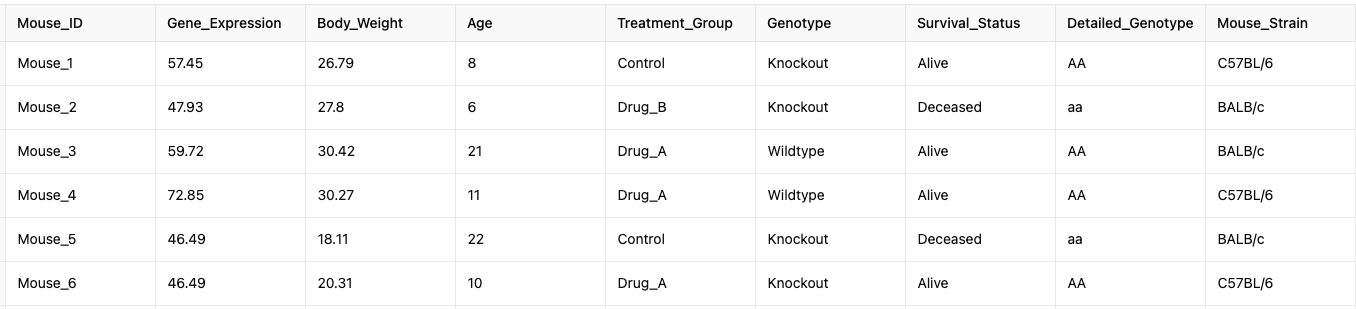 Mouse_ID Gene_Expression Body_Weight Age Treatment_Group Genotype Survival_Status Detailed_Genotype Mouse_Strain
Mouse_1 57.45 26.79 8 Control Knockout Alive AA C57BL/6
Mouse_2 47.93 27.8 6 Drug_B Knockout Deceased aa BALB/c
Mouse_3 59.72 30.42 21 Drug_A Wildtype Alive AA BALB/c
Mouse_4 72.85 30.27 11 Drug_A Wildtype Alive AA C57BL/6
Mouse_5 46.49 18.11 22 Control Knockout Deceased aa BALB/c
Mouse_6 46.49 20.31 10 Drug_A Knockout Alive AA C57BL/6